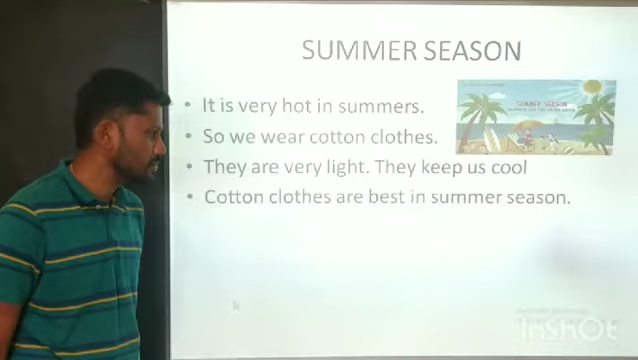 SUMMER SEASON
• It is very hot in summers.
• So we wear cotton clothes.
• They are very light. They keep us cool
• Cotton clothes are best in summer season.
SUMMER SEASON